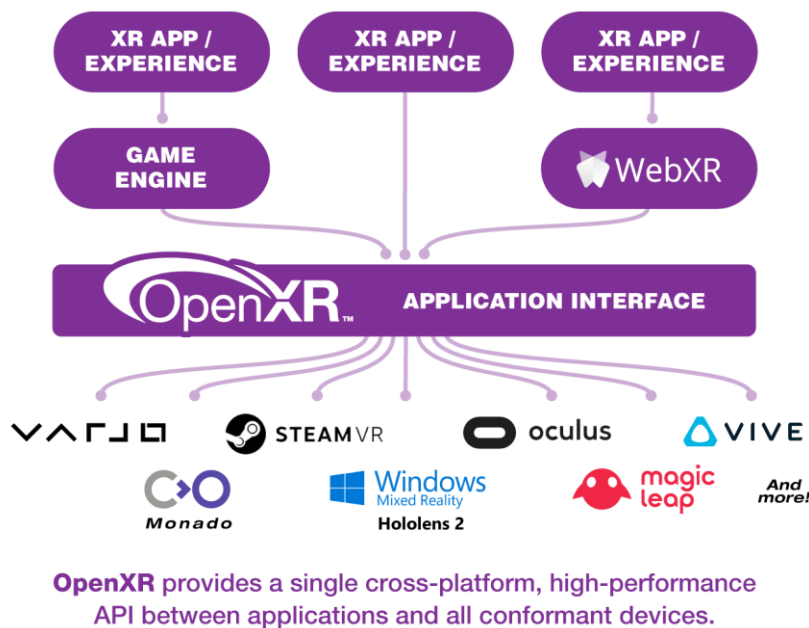 XR APP /
EXPERIENCE
XR APP /
EXPERIENCE
XR APP /
EXPERIENCE
GAME
ENGINE
WebXR
OpenXR™ APPLICATION INTERFACE
VARJO
STEAMVR
oculus
VIVE
Monado
Windows
Mixed Reality
Hololens 2
magic
leap
And
more!
OpenXR provides a single cross-platform, high-performance
API between applications and all conformant devices.